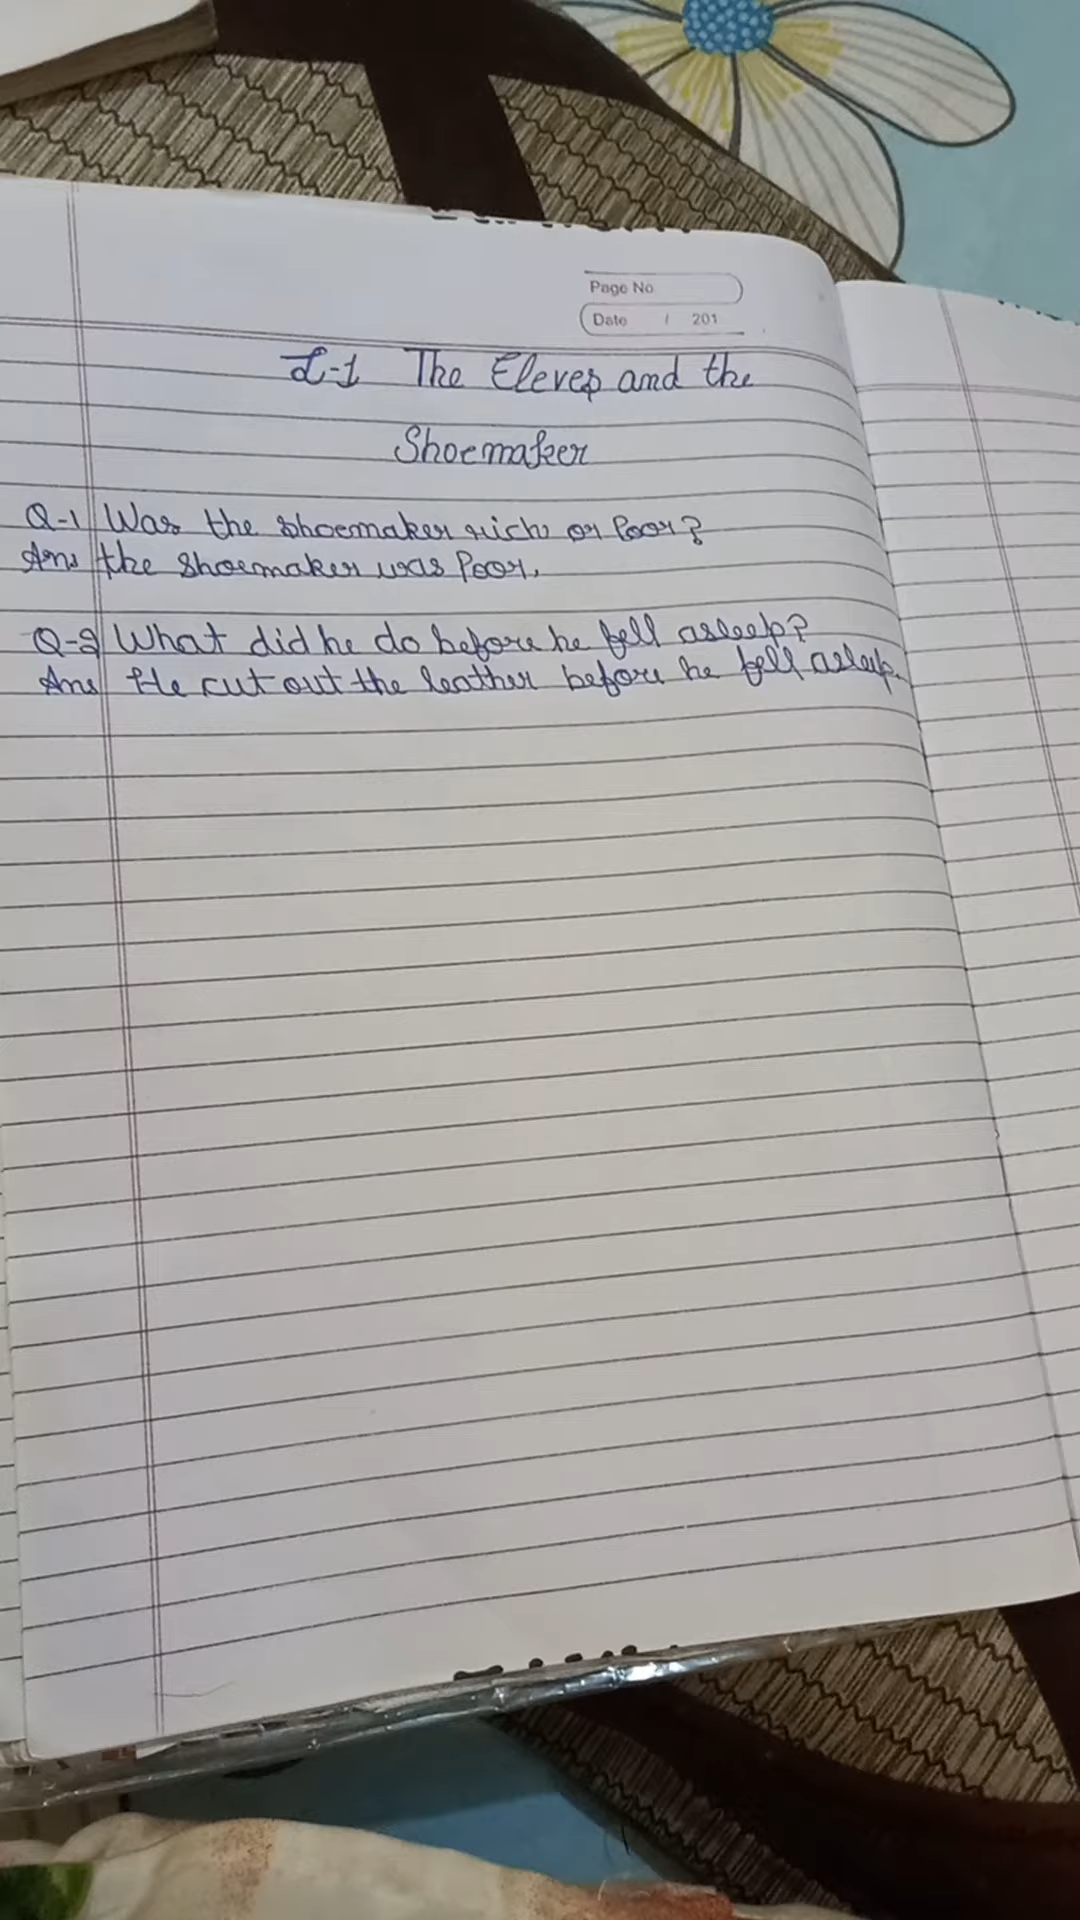 Page No
Date / 201
L-1 The Eleves and the
Shoemaker
Q-1 Was the shoemaker rich or Poor?
Ans the shoemaker was Poor.
Q-2 What did he do before he fell asleep?
Ans He cut out the leather before he fell asleep.